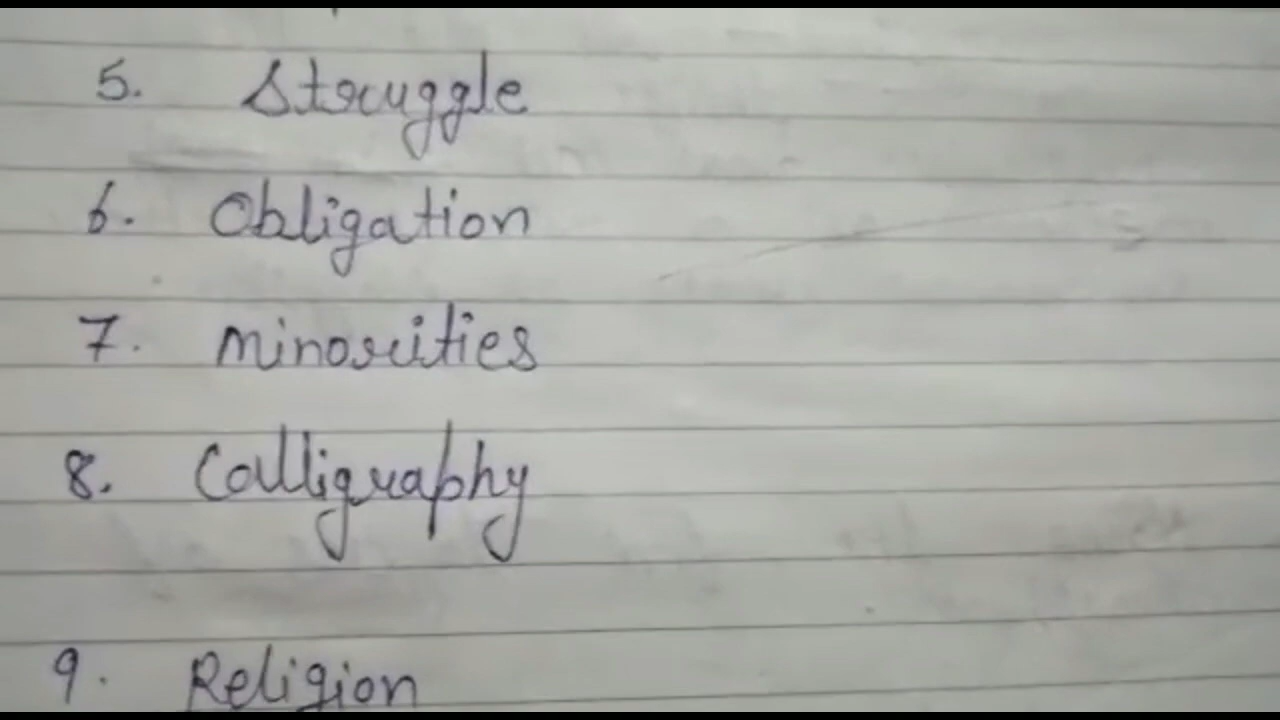 5. Struggle
6. Obligation
7. minorities
8. Calligraphy
9. Religion